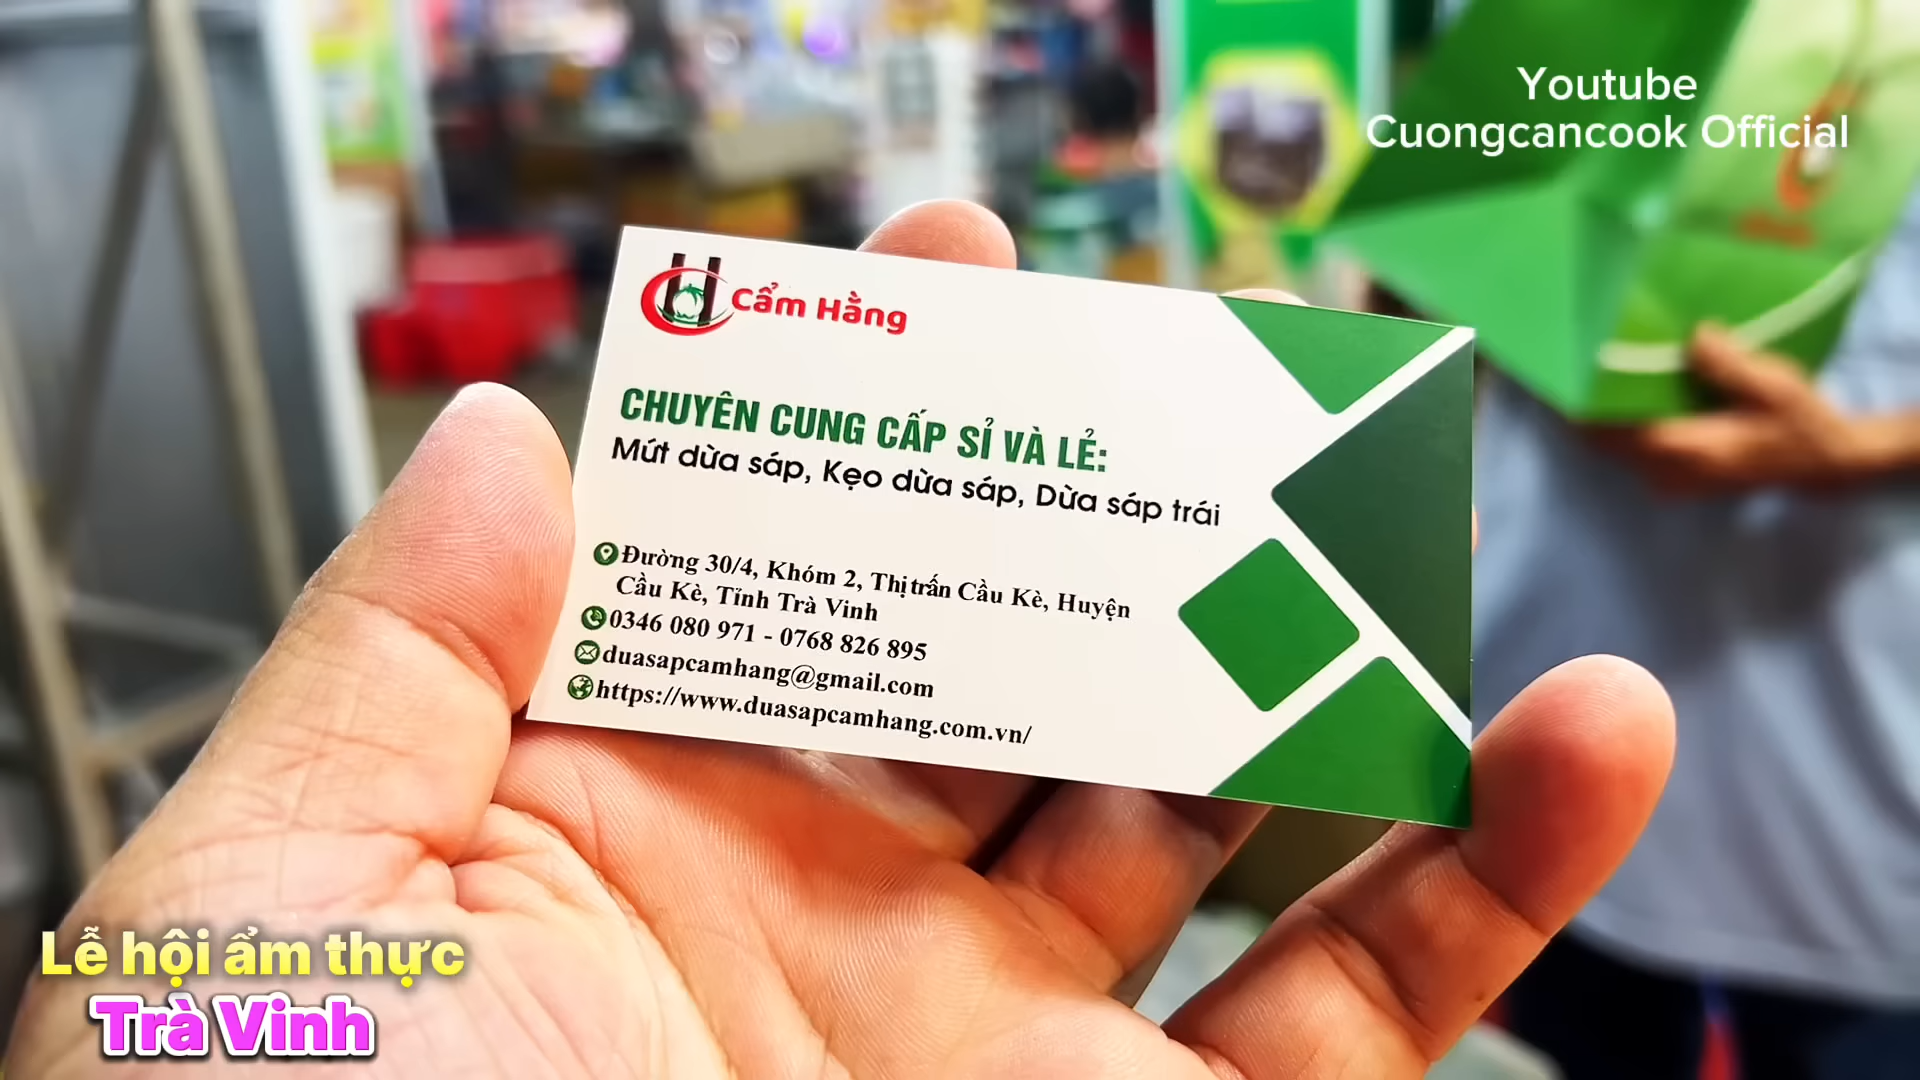 Youtube
Cuongcancook Official
Cẩm Hằng
CHUYÊN CUNG CẤP SỈ VÀ LẺ:
Mứt dừa sáp, Kẹo dừa sáp, Dừa sáp trái
Đường 30/4, Khóm 2, Thị trấn Cầu Kè, Huyện
Cầu Kè, Tỉnh Trà Vinh
0346 080 971 - 0768 826 895
duasapcamhang@gmail.com
https://www.duasapcamhang.com.vn/
Lễ hội ẩm thực
Trà Vinh